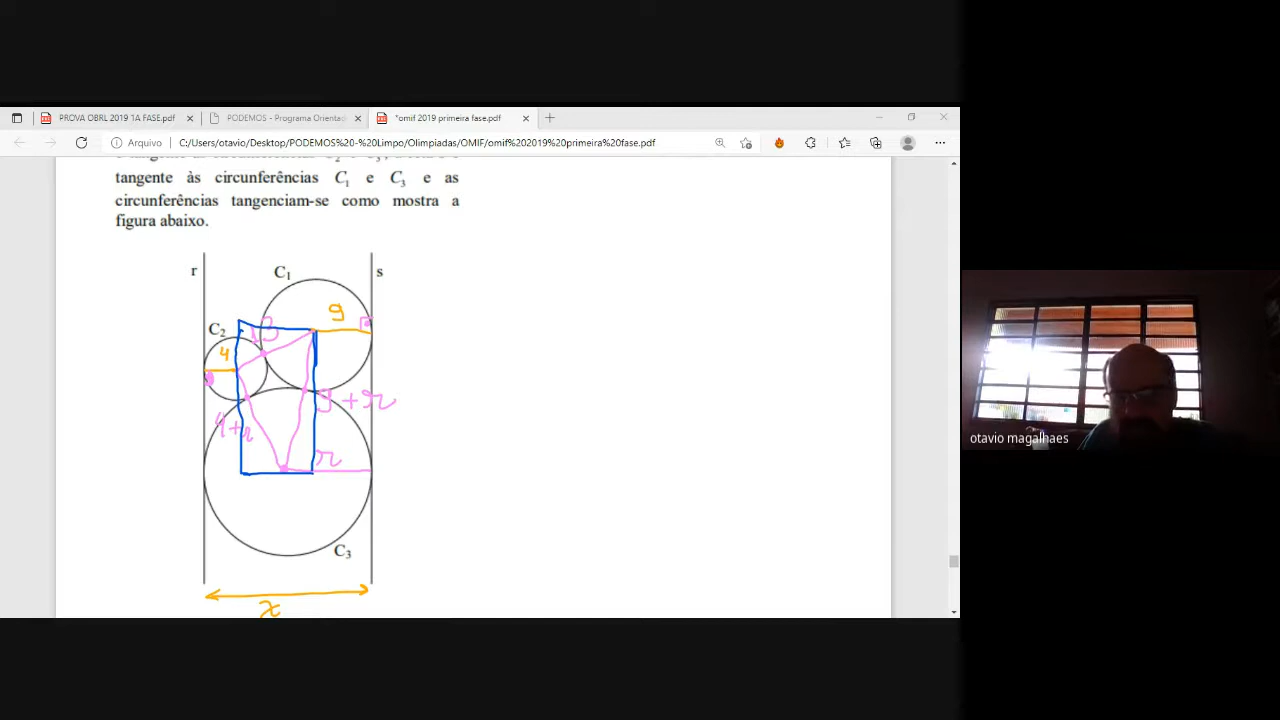 PROVA OBRL 2019 1A FASE.pdf
PODEMOS - Programa Orienta
*omif 2019 primeira fase.pdf
Arquivo
C:/Users/otavio/Desktop/PODEMOS%20-%20Limpo/Olimpiadas/OMIF/omif%202019%20primeira%20fase.pdf
tangente às circunferências C₁ e C₃ e as
circunferências tangenciam-se como mostra a
figura abaixo.
r
C₁
s
9
C₂
13
4
9+r
4+r
r
otavio magalhaes
C₃
x